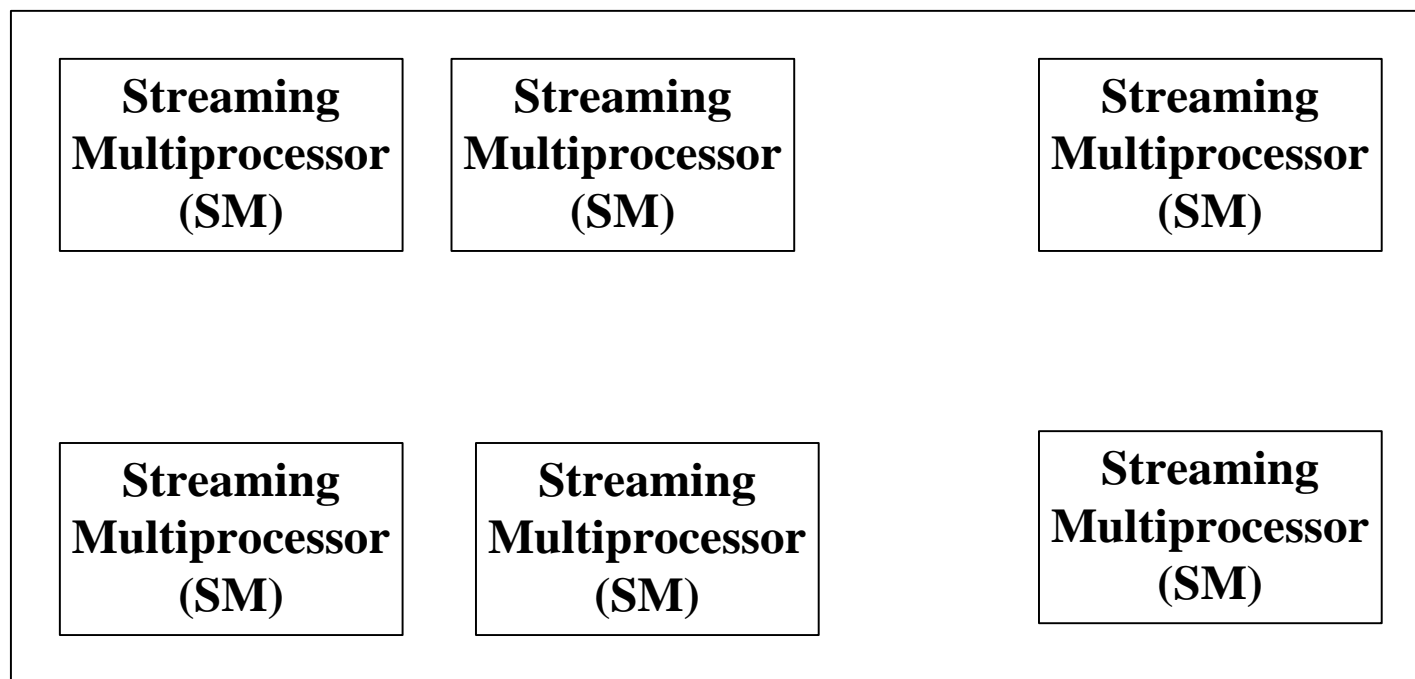 Streaming
Multiprocessor
(SM)
Streaming
Multiprocessor
(SM)
Streaming
Multiprocessor
(SM)
Streaming
Multiprocessor
(SM)
Streaming
Multiprocessor
(SM)
Streaming
Multiprocessor
(SM)